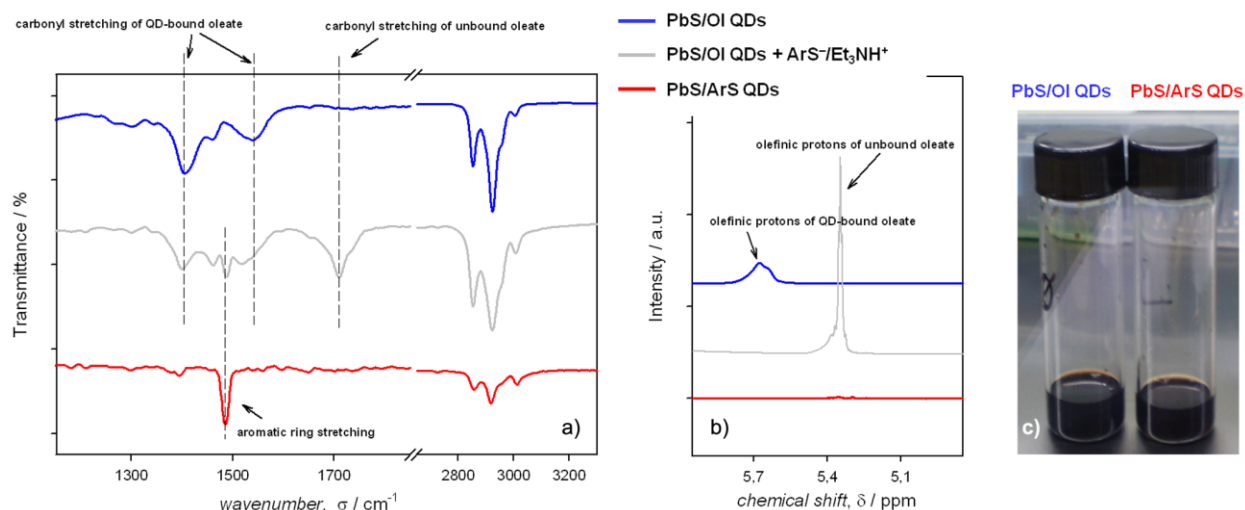 carbonyl stretching of QD-bound oleate
carbonyl stretching of unbound oleate
Transmittance / %
aromatic ring stretching
a)
1300 1500 1700 2800 3000 3200
wavenumber, σ / cm⁻¹
PbS/Ol QDs
PbS/Ol QDs + ArS⁻/Et₃NH⁺
PbS/ArS QDs
olefinic protons of unbound oleate
olefinic protons of QD-bound oleate
Intensity / a.u.
b)
5,7 5,4 5,1
chemical shift, δ / ppm
PbS/Ol QDs PbS/ArS QDs
c)